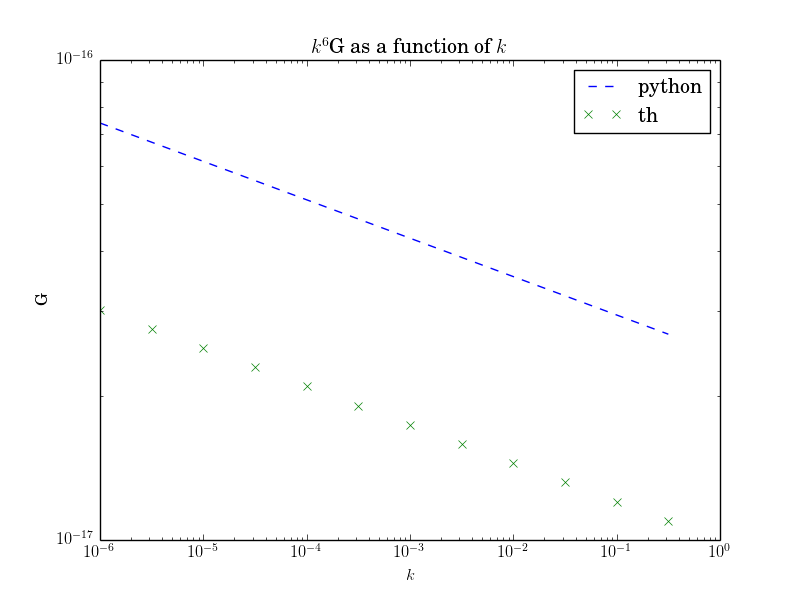 k⁶G as a function of k
10⁻¹⁶
python
th
G
10⁻¹⁷
10⁻⁶ 10⁻⁵ 10⁻⁴ 10⁻³ 10⁻² 10⁻¹ 10⁰
k